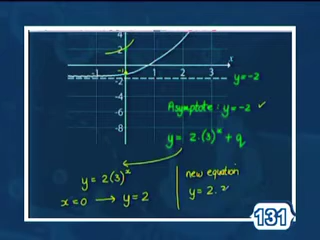 4
2
x
-1
1
2
3
-1
-2
-4
-6
-8
y=-2
Asymptote: y=-2 ✓
y= 2·(3)ˣ+q
y=2(3)ˣ
x=0 → y=2
new equation
y=2·
131